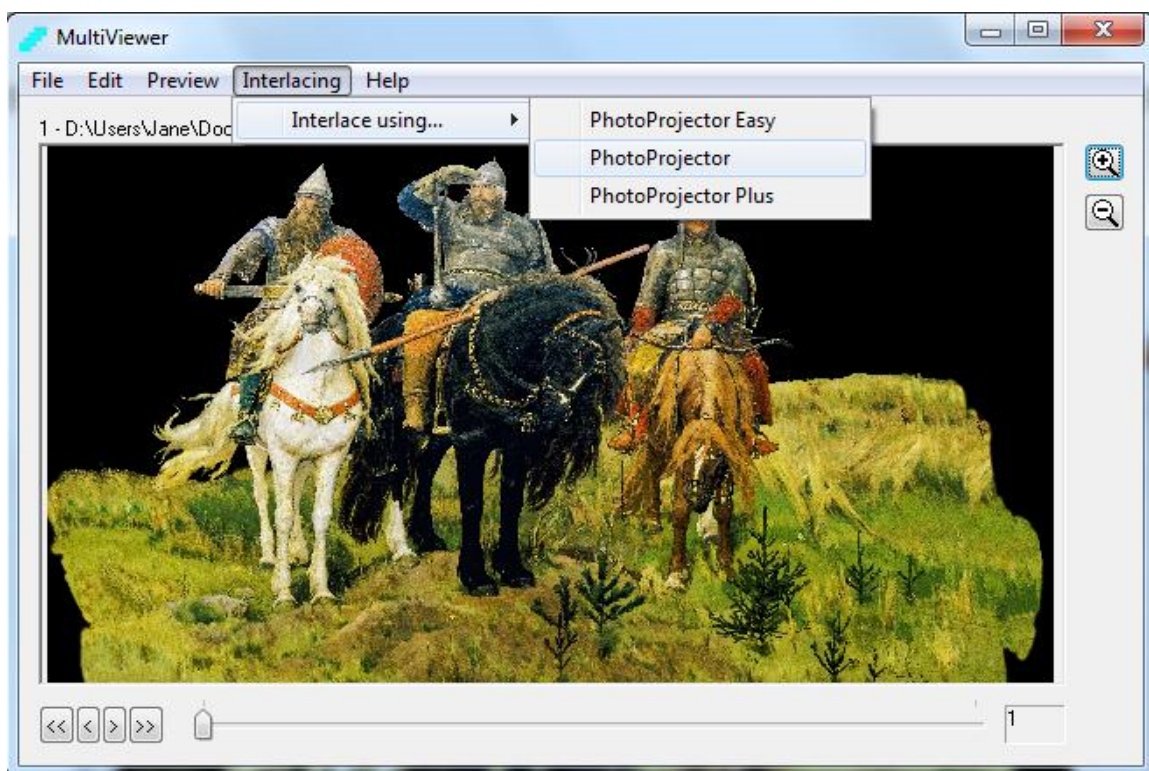 MultiViewer
File Edit Preview Interlacing Help
Interlace using...
PhotoProjector Easy
PhotoProjector
PhotoProjector Plus
1 - D:\Users\Jane\Doc
<< < > >>
1